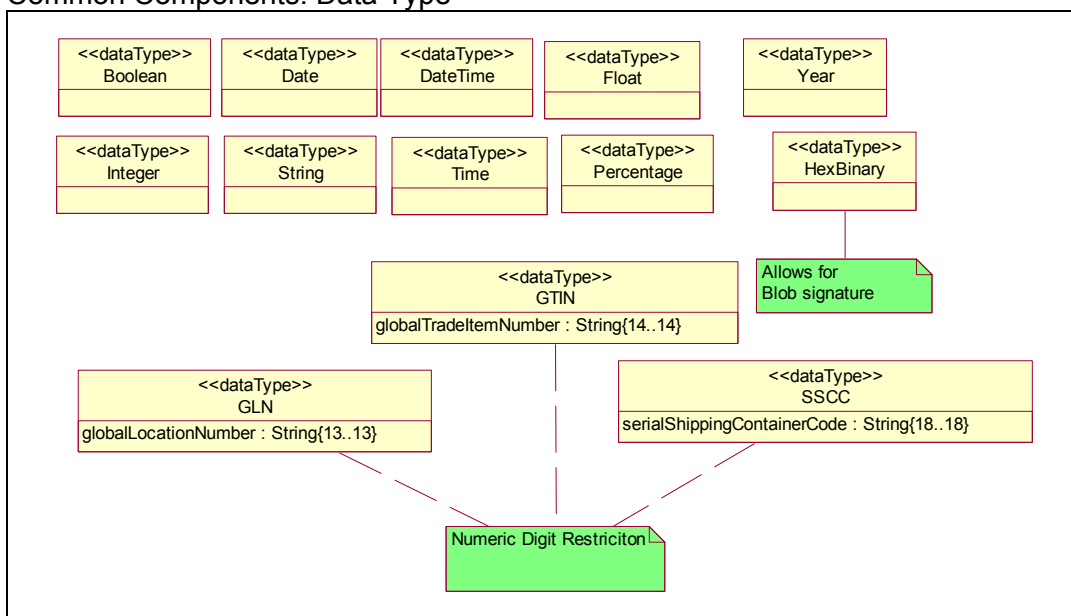 Common Components: Data Type
<<dataType>>
Boolean
<<dataType>>
Date
<<dataType>>
DateTime
<<dataType>>
Float
<<dataType>>
Year
<<dataType>>
Integer
<<dataType>>
String
<<dataType>>
Time
<<dataType>>
Percentage
<<dataType>>
HexBinary
Allows for
Blob signature
<<dataType>>
GTIN
globalTradeItemNumber : String{14..14}
<<dataType>>
GLN
globalLocationNumber : String{13..13}
<<dataType>>
SSCC
serialShippingContainerCode : String{18..18}
Numeric Digit Restriciton